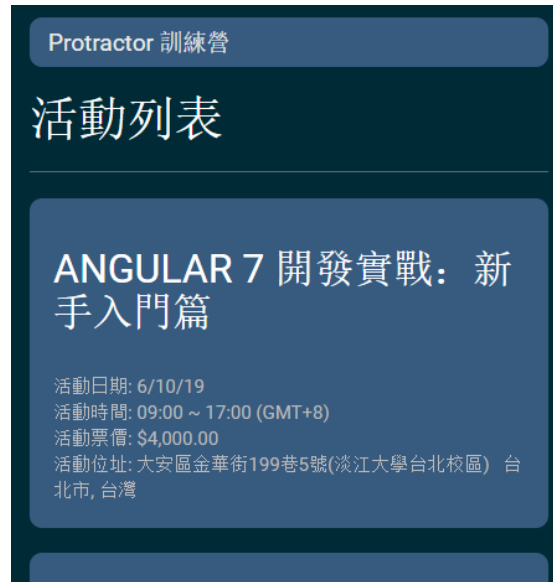 Protractor 訓練營
活動列表
ANGULAR 7 開發實戰：新
手入門篇
活動日期: 6/10/19
活動時間: 09:00 ~ 17:00 (GMT+8)
活動票價: $4,000.00
活動位址: 大安區金華街199巷5號(淡江大學台北校區) 台
北市, 台灣